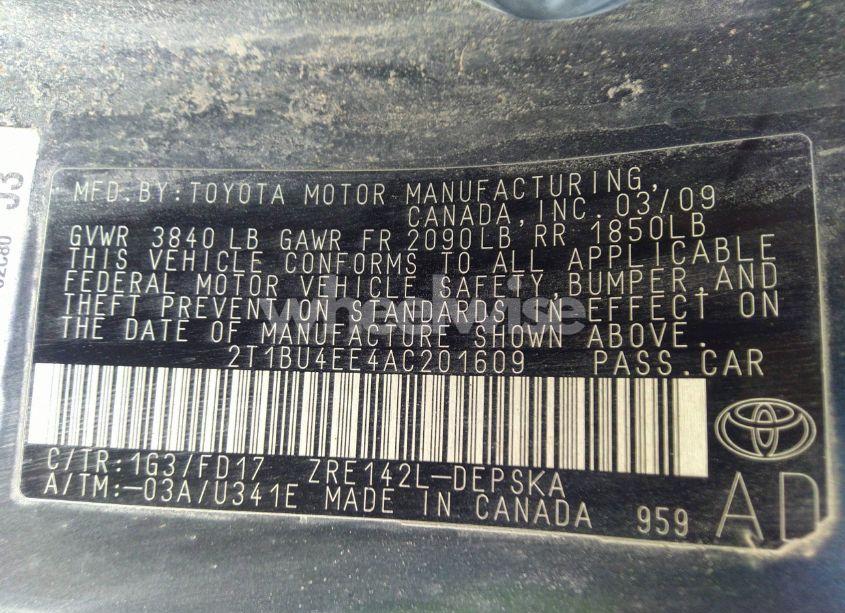 J3
02C80
MFD.BY:TOYOTA MOTOR MANUFACTURING,
CANADA,INC. 03/09
GVWR 3840 LB GAWR FR 2090LB RR 1850LB
THIS VEHICLE CONFORMS TO ALL APPLICABLE
FEDERAL MOTOR VEHICLE SAFETY,BUMPER,AND
THEFT PREVENTION STANDARDS IN EFFECT ON
THE DATE OF MANUFACTURE SHOWN ABOVE.
wheelwise
2T1BU4EE4AC201609 PASS.CAR
C/TR:1G3/FD17 ZRE142L-DEPSKA
A/TM:-03A/U341E MADE IN CANADA 959
AD